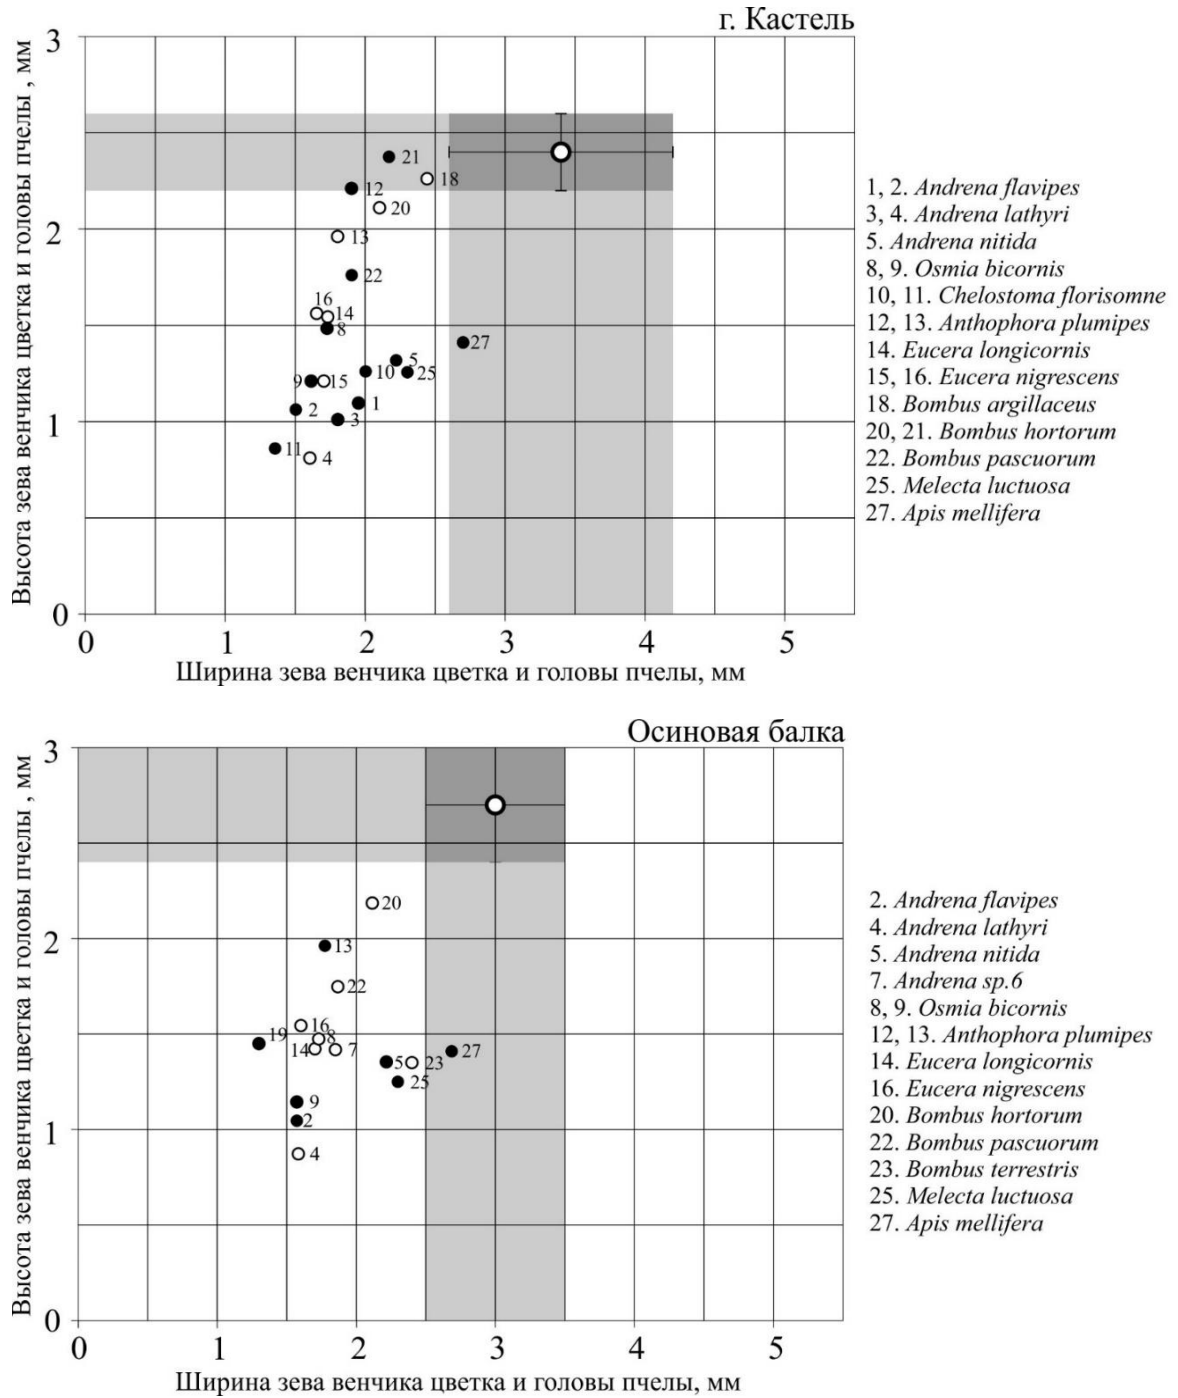 г. Кастель
Высота зева венчика цветка и головы пчелы , мм
3
2
1
0
21
18
12
20
13
22
16
14
8
27
5
10
25
9
15
1
2
3
11
4
0 1 2 3 4 5
Ширина зева венчика цветка и головы пчелы, мм
1, 2. Andrena flavipes
3, 4. Andrena lathyri
5. Andrena nitida
8, 9. Osmia bicornis
10, 11. Chelostoma florisomne
12, 13. Anthophora plumipes
14. Eucera longicornis
15, 16. Eucera nigrescens
18. Bombus argillaceus
20, 21. Bombus hortorum
22. Bombus pascuorum
25. Melecta luctuosa
27. Apis mellifera
Осиновая балка
Высота зева венчика цветка и головы пчелы , мм
3
2
1
0
20
13
22
16
19
8
14
7
27
5
23
25
9
2
4
0 1 2 3 4 5
Ширина зева венчика цветка и головы пчелы, мм
2. Andrena flavipes
4. Andrena lathyri
5. Andrena nitida
7. Andrena sp.6
8, 9. Osmia bicornis
12, 13. Anthophora plumipes
14. Eucera longicornis
16. Eucera nigrescens
20. Bombus hortorum
22. Bombus pascuorum
23. Bombus terrestris
25. Melecta luctuosa
27. Apis mellifera